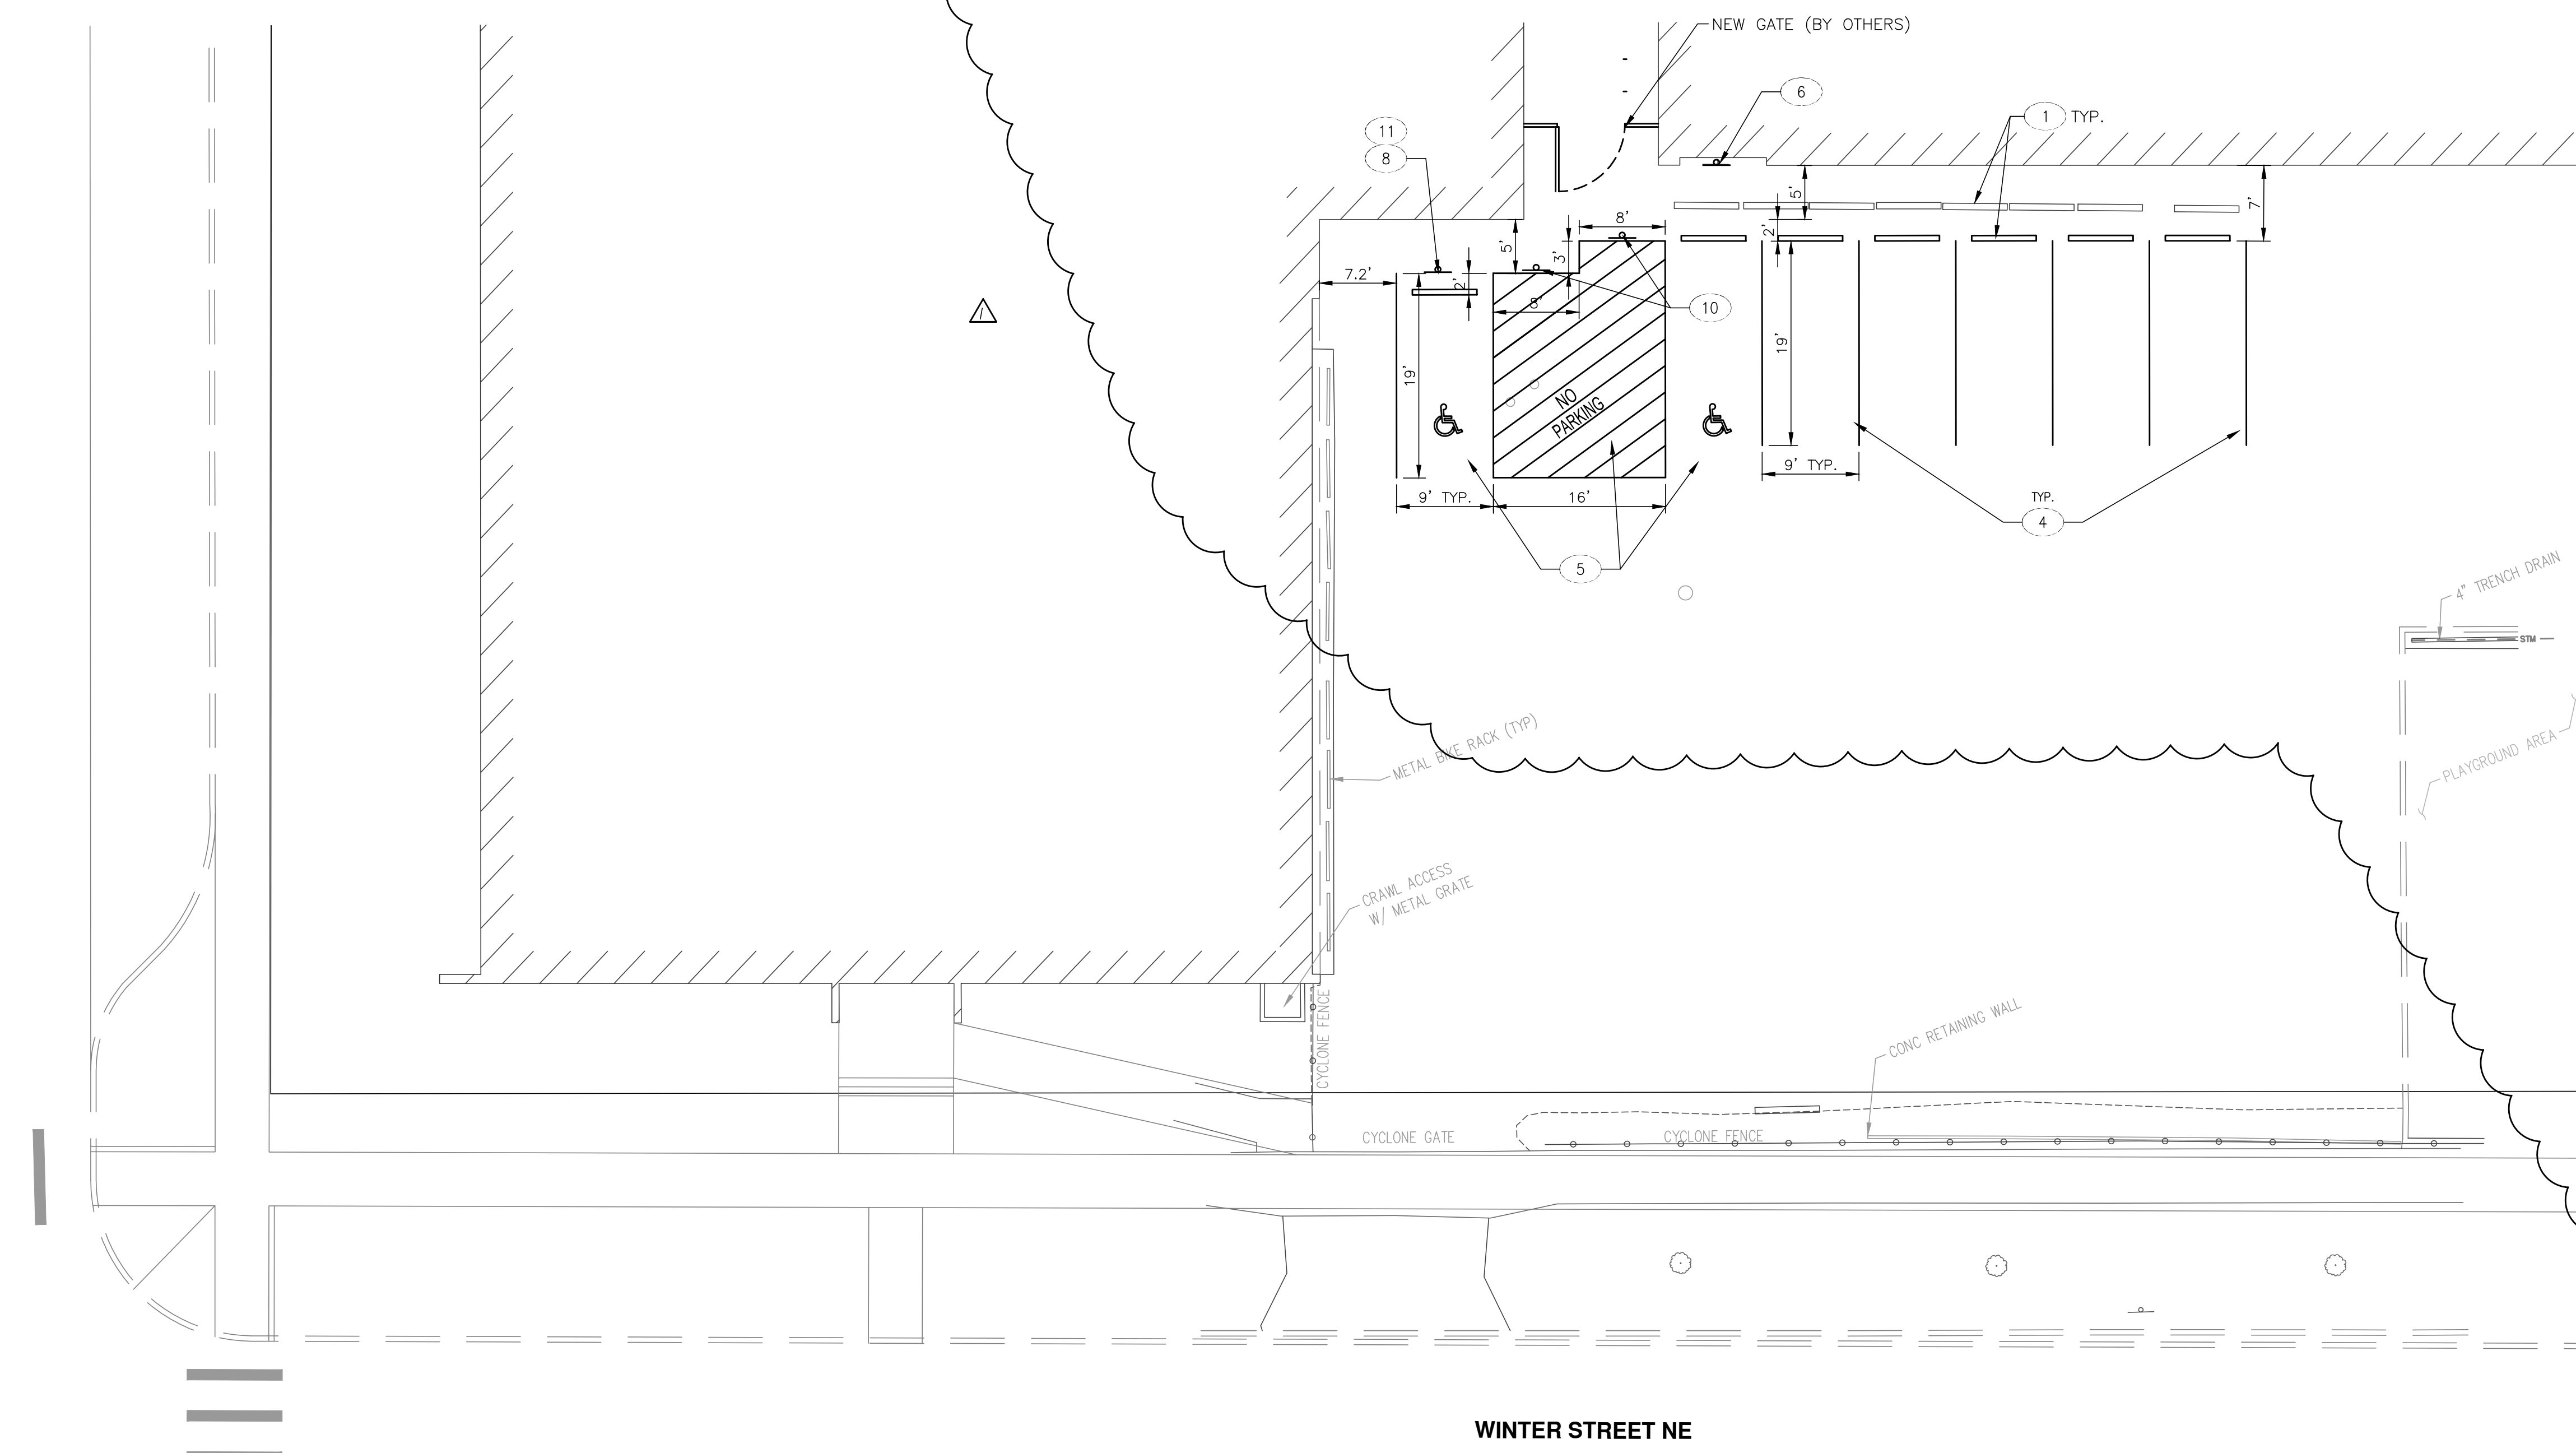 NEW GATE (BY OTHERS)
6
1 TYP.
11
8
5'
2'
7'
8'
5'
3'
7.2'
2'
8'
10
19'
19'
NO
PARKING
9' TYP.
9' TYP.
16'
TYP.
4
5
1
4" TRENCH DRAIN
STM
METAL BIKE RACK (TYP)
PLAYGROUND AREA
CRAWL ACCESS
W/ METAL GRATE
CYCLONE FENCE
CONC RETAINING WALL
CYCLONE GATE
CYCLONE FENCE
WINTER STREET NE